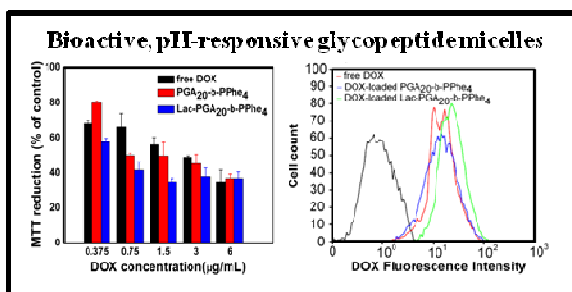 Bioactive, pH-responsive glycopeptide micelles
free DOX
PGA20-b-PPhe4
Lac-PGA20-b-PPhe4
MTT reduction (% of control)
100
80
60
40
20
0
0.375 0.75 1.5 3 6
DOX concentration(μg/mL)
free DOX
DOX-loaded PGA20-b-PPhe4
DOX-loaded Lac-PGA20-b-PPhe4
Cell count
100
90
80
70
60
50
40
30
20
10
0
0 10^0 10^1 10^2 10^3
DOX Fluorescence Intensity